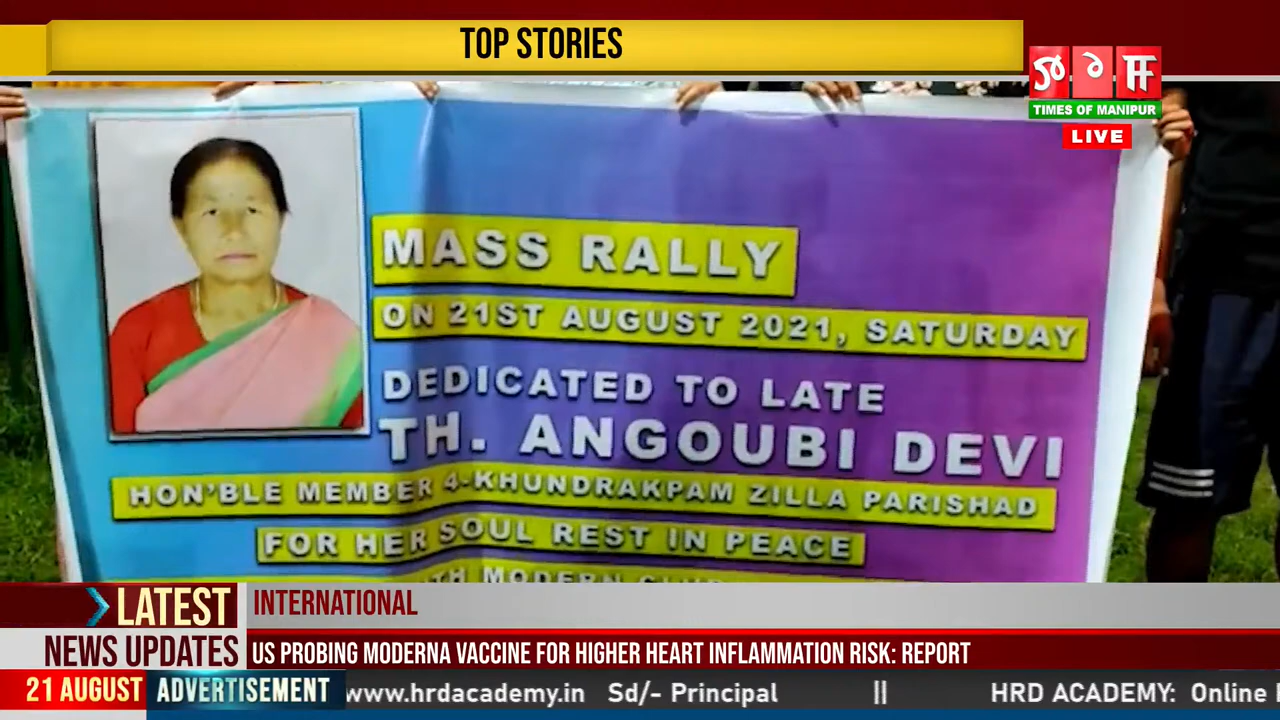 TOP STORIES
TIMES OF MANIPUR
LIVE
MASS RALLY
ON 21ST AUGUST 2021, SATURDAY
DEDICATED TO LATE
TH. ANGOUBI DEVI
HON'BLE MEMBER 4-KHUNDRAKPAM ZILLA PARISHAD
FOR HER SOUL REST IN PEACE
MODERN
LATEST
NEWS UPDATES
INTERNATIONAL
US PROBING MODERNA VACCINE FOR HIGHER HEART INFLAMMATION RISK: REPORT
21 AUGUST ADVERTISEMENT www.hrdacademy.in Sd/- Principal || HRD ACADEMY: Online